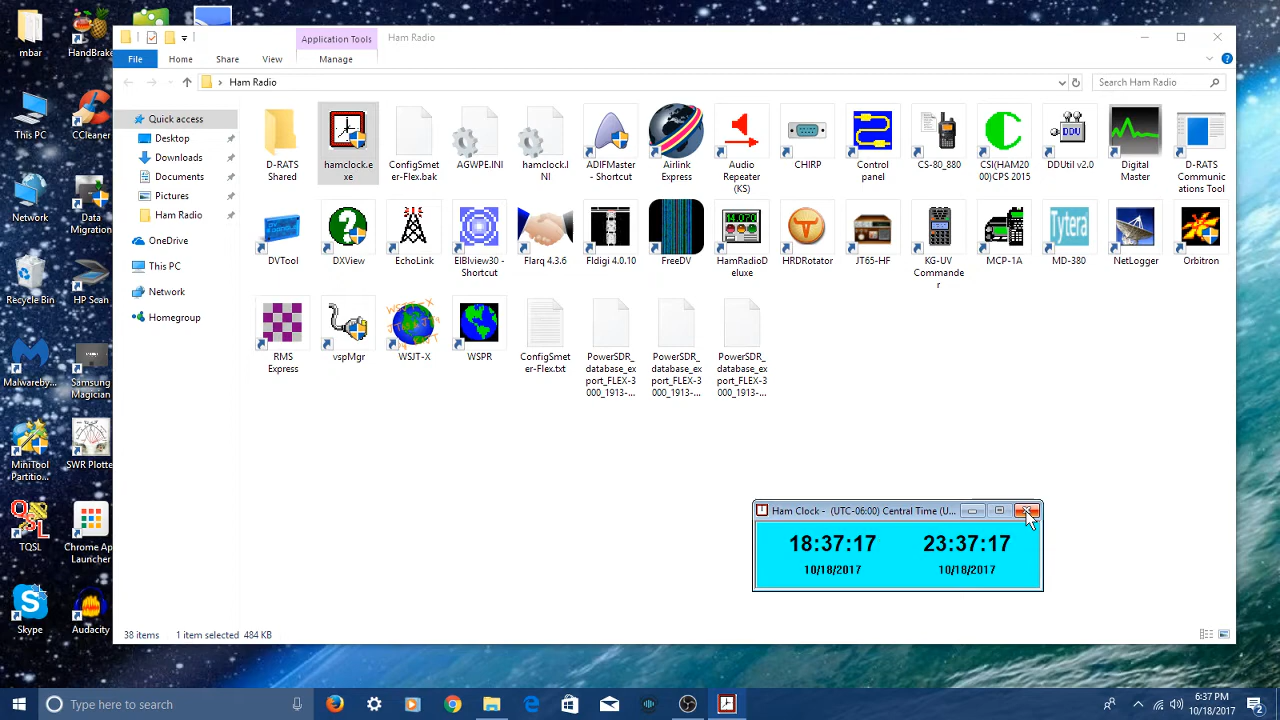 Application Tools
Ham Radio
File
Home
Share
View
Manage
Ham Radio
Search Ham Radio
Quick access
Desktop
Downloads
Documents
Pictures
Ham Radio
OneDrive
This PC
Network
Homegroup
D-RATS
Shared
hamclock.e
xe
ConfigSmet
er-Flex.bak
AGWPE.INI
hamclock.I
NI
ADIFMaster
- Shortcut
Airlink
Express
Audio
Repeater
(KS)
CHIRP
Control
panel
CS-80_880
CSI(HAM20
00)CPS 2015
DDU
DDUtil v2.0
Digital
Master
D-RATS
Communic
ations Tool
DVTool
DXView
EchoLink
EIBIview30 -
Shortcut
Flarq 4.3.6
Fldigi 4.0.10
FreeDV
14.070
HamRadioD
eluxe
HRDRotator
JT65-HF
KG-UV
Commande
r
MCP-1A
Tytera
MD-380
NetLogger
Orbitron
RMS
Express
vspMgr
WSJT-X
WSJT-X
WSPR
ConfigSmet
er-Flex.txt
PowerSDR_
database_ex
port_FLEX-3
000_1913-...
PowerSDR_
database_ex
port_FLEX-3
000_1913-...
PowerSDR_
database_ex
port_FLEX-3
000_1913-...
Ham Clock - (UTC-06:00) Central Time (U...
18:37:17
23:37:17
10/18/2017
10/18/2017
38 items
1 item selected
484 KB
mbar
HandBrake
This PC
CCleaner
Network
Data
Migration
Recycle Bin
HP Scan
Malwareby...
Samsung
Magician
MiniTool
Partitio...
SWR Plotte
TQSL
Chrome Ap
Launcher
Skype
Audacity
Type here to search
6:37 PM
10/18/2017
2